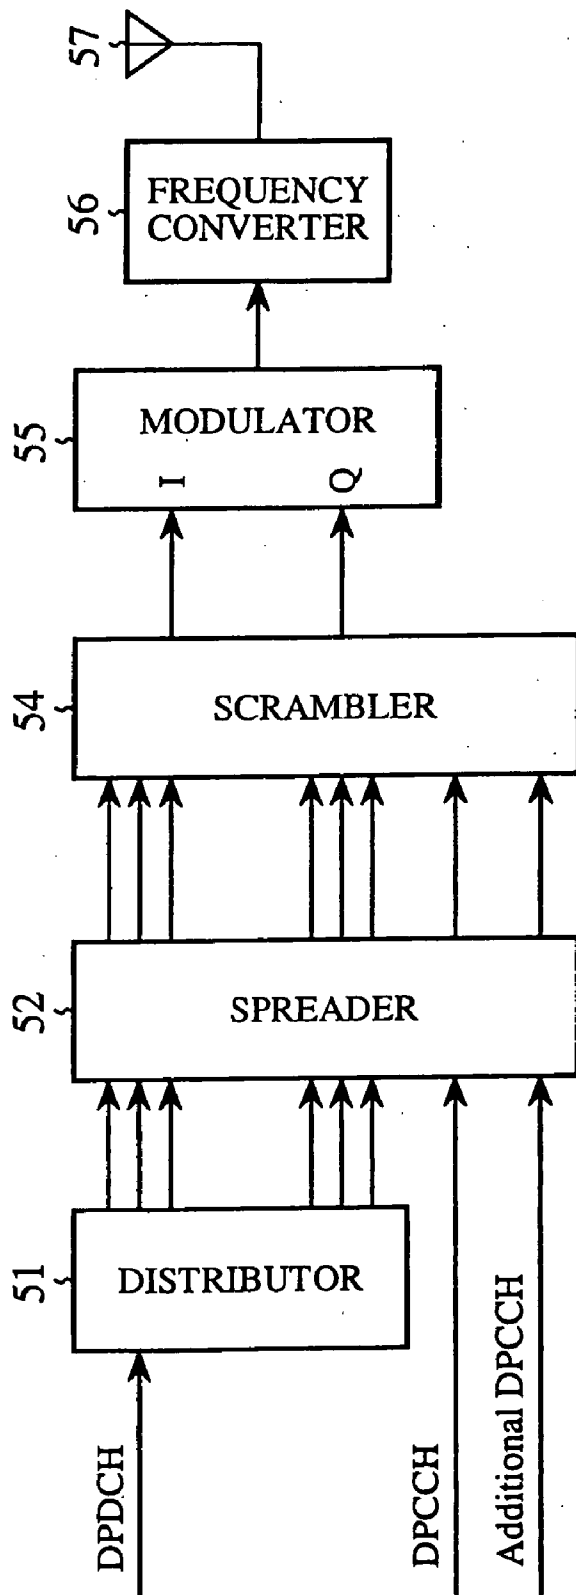 DPDCH
DPCCH
Additional DPCCH
51
DISTRIBUTOR
52
SPREADER
54
SCRAMBLER
55
MODULATOR
I
Q
56
FREQUENCY
CONVERTER
57